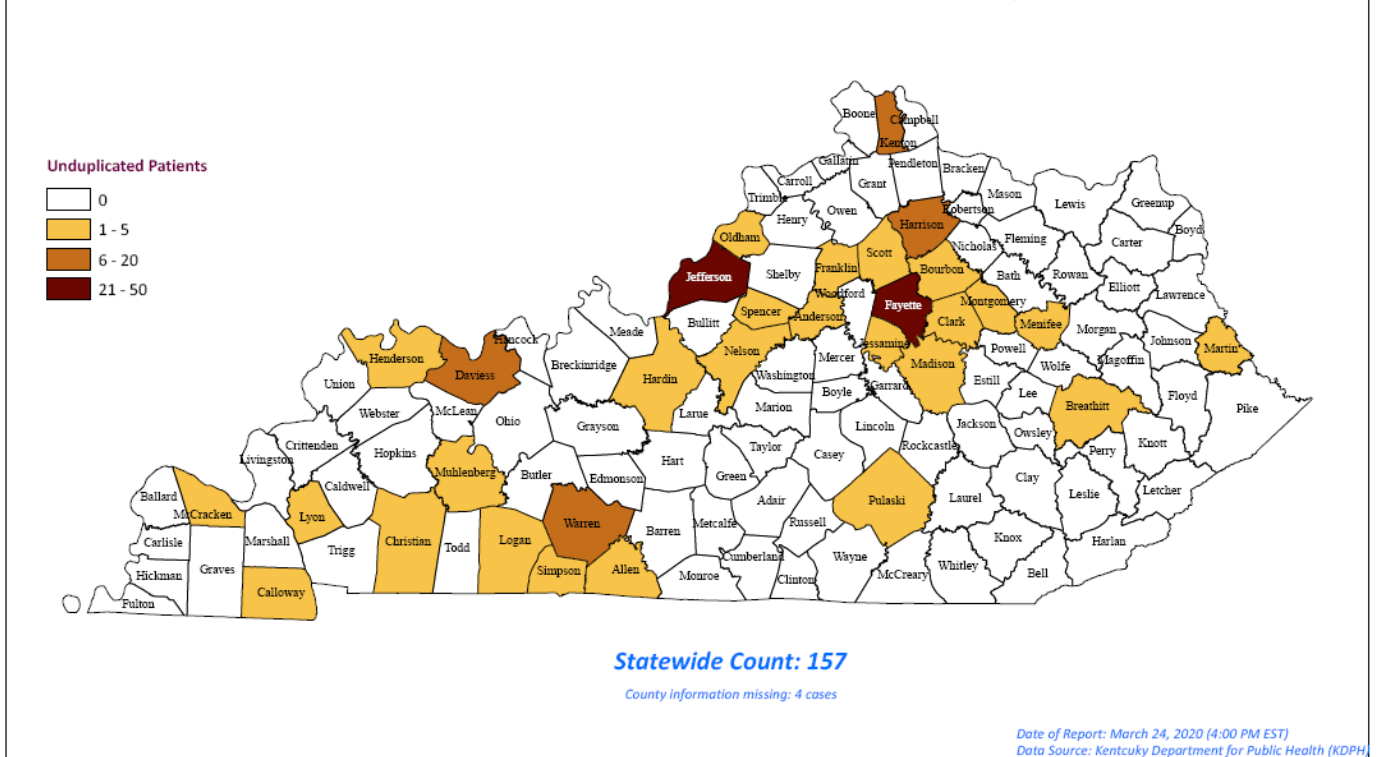 Boone
Campbell
Kenton
Unduplicated Patients
0
1 - 5
6 - 20
21 - 50
Gallatin
Pendleton
Bracken
Carroll
Grant
Mason
Trimble
Owen
Robertson
Lewis
Greenup
Henry
Harrison
Boyd
Oldham
Nicholas
Fleming
Carter
Scott
Jefferson
Shelby
Franklin
Bourbon
Bath
Rowan
Elliott
Lawrence
Woodford
Fayette
Montgomery
Spencer
Anderson
Clark
Menifee
Bullitt
Morgan
Meade
Hancock
Jessamine
Johnson
Martin
Nelson
Mercer
Madison
Powell
Magoffin
Henderson
Breckinridge
Wolfe
Daviess
Hardin
Washington
Union
Garrard
Estill
Lee
Floyd
Boyle
Webster
McLean
Larue
Marion
Breathitt
Pike
Ohio
Grayson
Lincoln
Jackson
Owsley
Crittenden
Hopkins
Taylor
Rockcastle
Knott
Livingston
Hart
Casey
Perry
Muhlenberg
Butler
Edmonson
Green
Clay
Caldwell
Ballard
Adair
Pulaski
Laurel
Leslie
Letcher
McCracken
Lyon
Warren
Metcalfe
Russell
Barren
Carlisle
Marshall
Christian
Logan
Knox
Harlan
Trigg
Todd
Cumberland
Wayne
Graves
Simpson
Allen
Whitley
Hickman
Monroe
Clinton
McCreary
Bell
Calloway
Fulton
Statewide Count: 157
County information missing: 4 cases
Date of Report: March 24, 2020 (4:00 PM EST)
Data Source: Kentcuky Department for Public Health (KDPH)